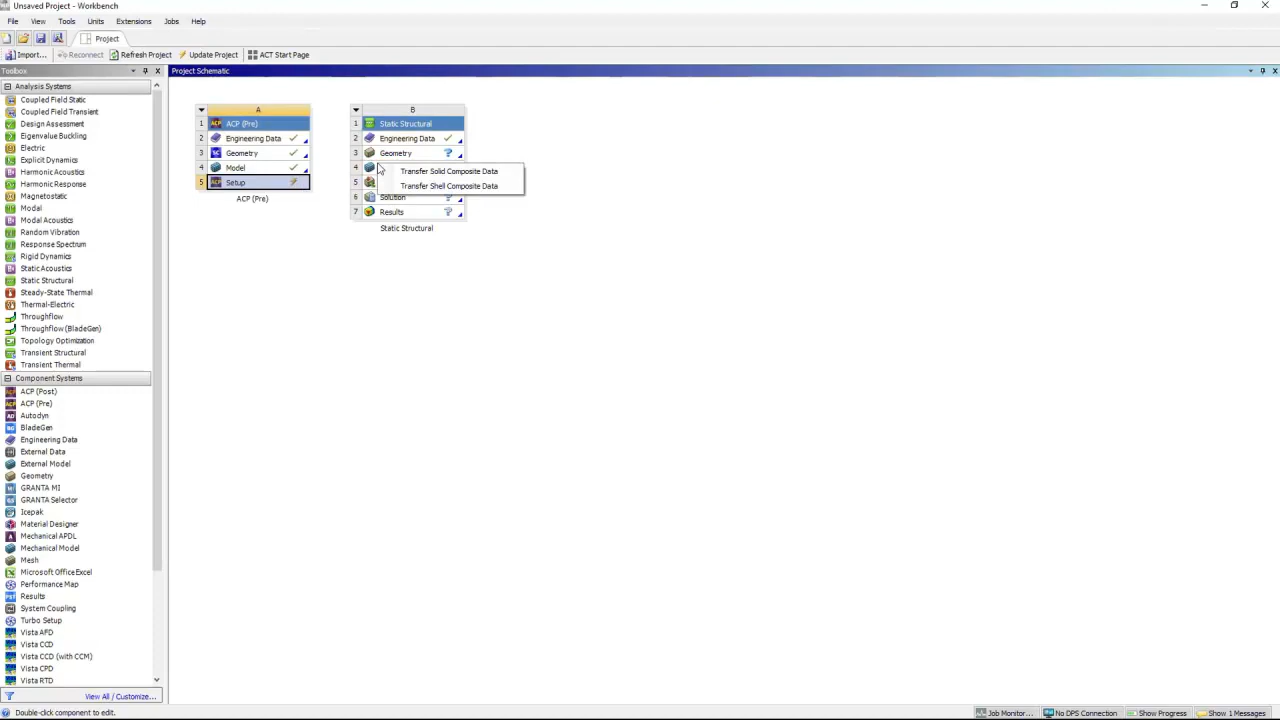 Unsaved Project - Workbench
File View Tools Units Extensions Jobs Help
Project
Import... Reconnect Refresh Project Update Project ACT Start Page
Toolbox
Analysis Systems
Coupled Field Static
Coupled Field Transient
Design Assessment
Eigenvalue Buckling
Electric
Explicit Dynamics
Harmonic Acoustics
Harmonic Response
Magnetostatic
Modal
Modal Acoustics
Random Vibration
Response Spectrum
Rigid Dynamics
Static Acoustics
Static Structural
Steady-State Thermal
Thermal-Electric
Throughflow
Throughflow (BladeGen)
Topology Optimization
Transient Structural
Transient Thermal
Component Systems
ACP (Post)
ACP (Pre)
Autodyn
BladeGen
Engineering Data
External Data
External Model
Geometry
GRANTA MI
GRANTA Selector
Icepak
Material Designer
Mechanical APDL
Mechanical Model
Mesh
Microsoft Office Excel
Performance Map
Results
System Coupling
Turbo Setup
Vista AFD
Vista CCD
Vista CCD (with CCM)
Vista CPD
Vista RTD
View All / Customize...
Project Schematic
A
1 ACP (Pre)
2 Engineering Data
3 Geometry
4 Model
5 Setup
ACP (Pre)
B
1 Static Structural
2 Engineering Data
3 Geometry
4
5
Solution
7 Results
Static Structural
Transfer Solid Composite Data
Transfer Shell Composite Data
Double-click component to edit.
Job Monitor... No DPS Connection Show Progress Show 1 Messages